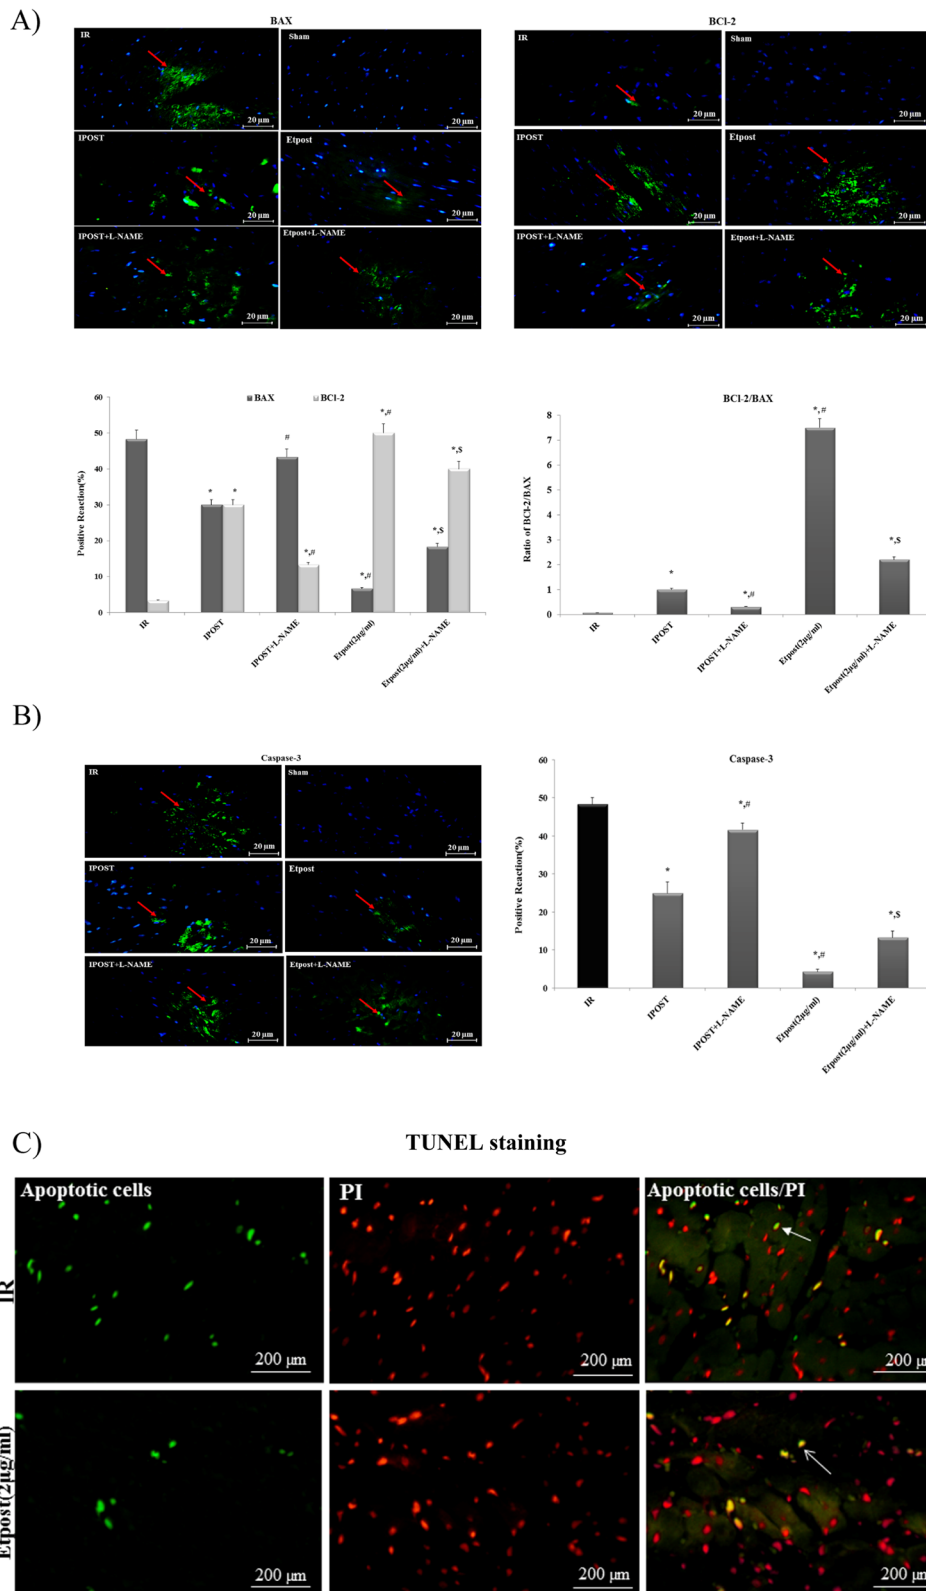 A)
BAX
IR
20 µm
Sham
20 µm
IPOST
20 µm
Etpost
20 µm
IPOST+L-NAME
20 µm
Etpost+L-NAME
20 µm
BCl-2
IR
20 µm
Sham
20 µm
IPOST
20 µm
Etpost
20 µm
IPOST+L-NAME
20 µm
Etpost+L-NAME
20 µm
BAX BCl-2
Positive Reaction(%)
60
50
40
30
20
10
0
* * # *,# *,# *,# *,$ *,$
IR
IPOST
IPOST+L-NAME
Etpost(2µg/ml)
Etpost(2µg/ml)+L-NAME
BCl-2/BAX
Ratio of BCl-2/BAX
8
7
6
5
4
3
2
1
0
* *,# *,# *,$
IR
IPOST
IPOST+L-NAME
Etpost(2µg/ml)
Etpost(2µg/ml)+L-NAME
B)
Caspase-3
IR
20 µm
Sham
20 µm
IPOST
20 µm
Etpost
20 µm
IPOST+L-NAME
20 µm
Etpost+L-NAME
20 µm
Caspase-3
Positive Reaction(%)
60
50
40
30
20
10
0
* *,# *,# *,$
IR
IPOST
IPOST+L-NAME
Etpost(2µg/ml)
Etpost(2µg/ml)+L-NAME
C)
TUNEL staining
Apoptotic cells
PI
Apoptotic cells/PI
IR
200 µm
200 µm
200 µm
Etpost(2µg/ml)
200 µm
200 µm
200 µm